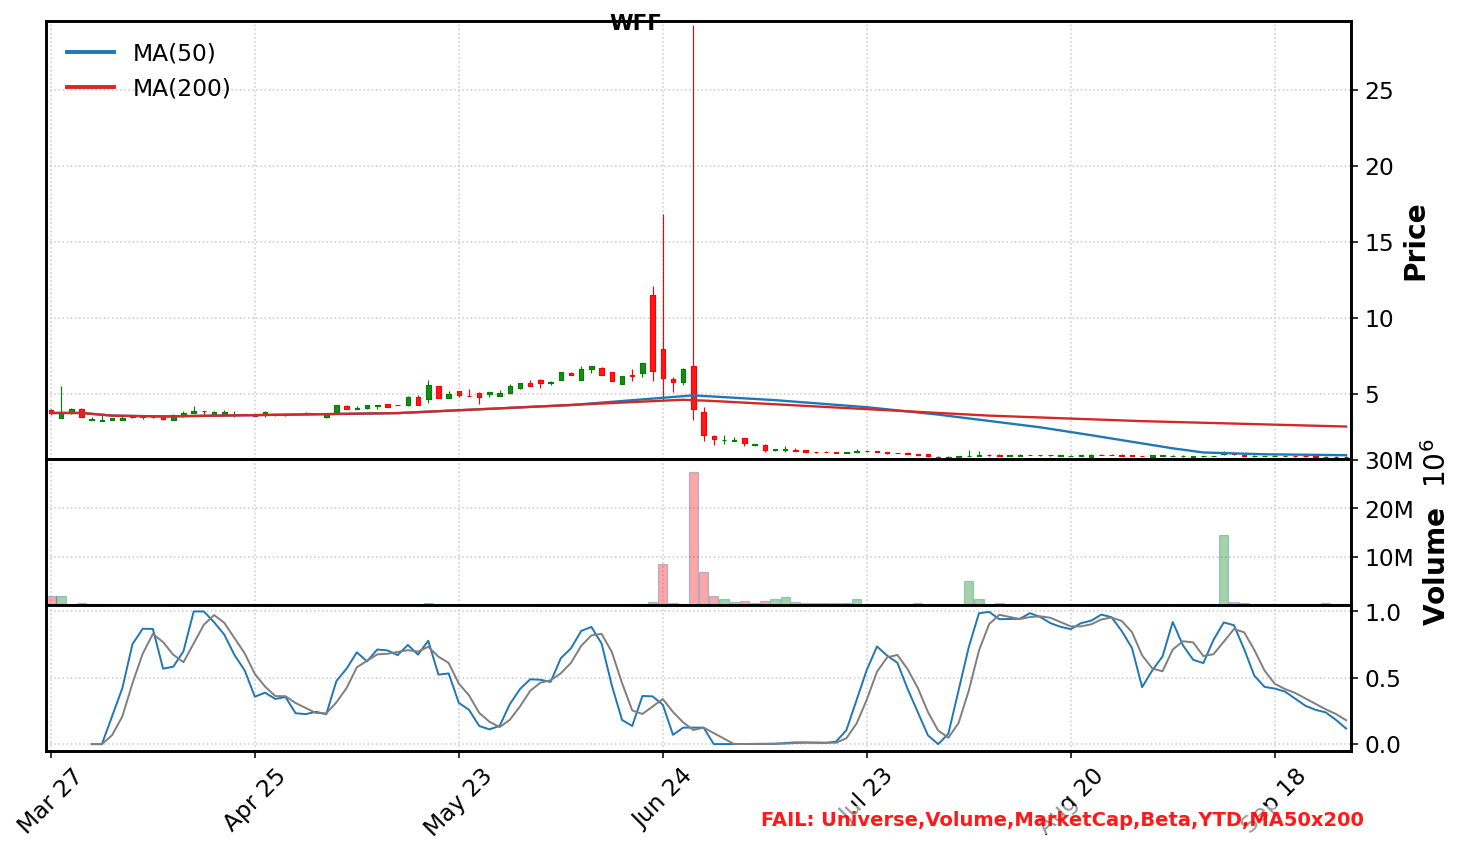 WFF
MA(50)
MA(200)
25
20
15
10
5
Price
30M
20M
10M
Volume 10^6
1.0
0.5
0.0
Mar 27
Apr 25
May 23
Jun 24
Jul 23
Aug 20
Sep 18
FAIL: Universe,Volume,MarketCap,Beta,YTD,MA50x200